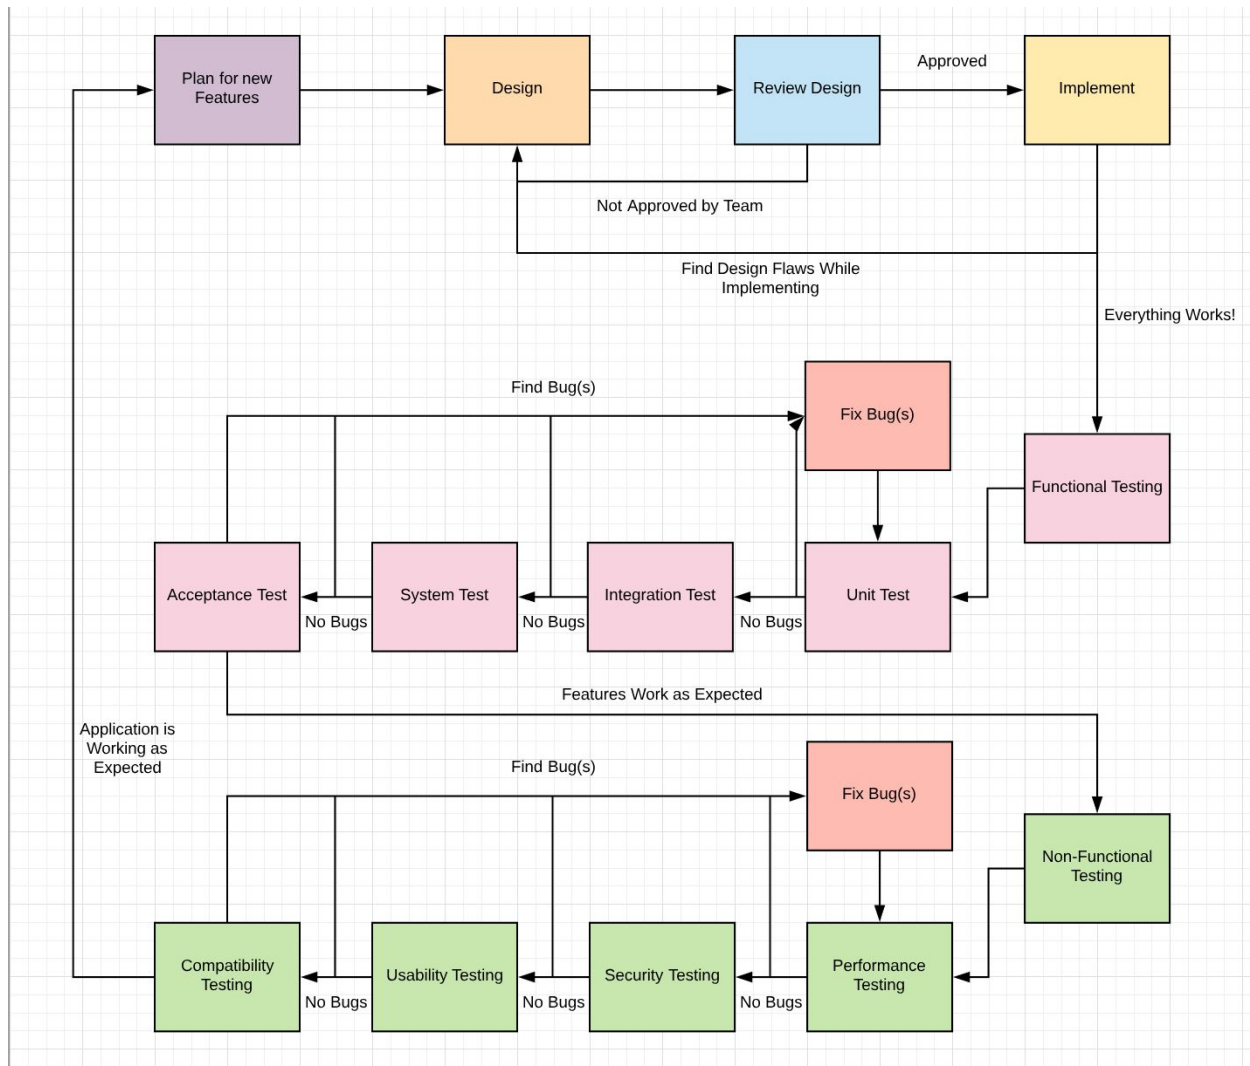 Plan for new
Features
Design
Review Design
Approved
Implement
Not Approved by Team
Find Design Flaws While
Implementing
Everything Works!
Find Bug(s)
Fix Bug(s)
Functional Testing
Acceptance Test
No Bugs
System Test
No Bugs
Integration Test
No Bugs
Unit Test
Features Work as Expected
Application is
Working as
Expected
Find Bug(s)
Fix Bug(s)
Non-Functional
Testing
Compatibility
Testing
No Bugs
Usability Testing
No Bugs
Security Testing
No Bugs
Performance
Testing